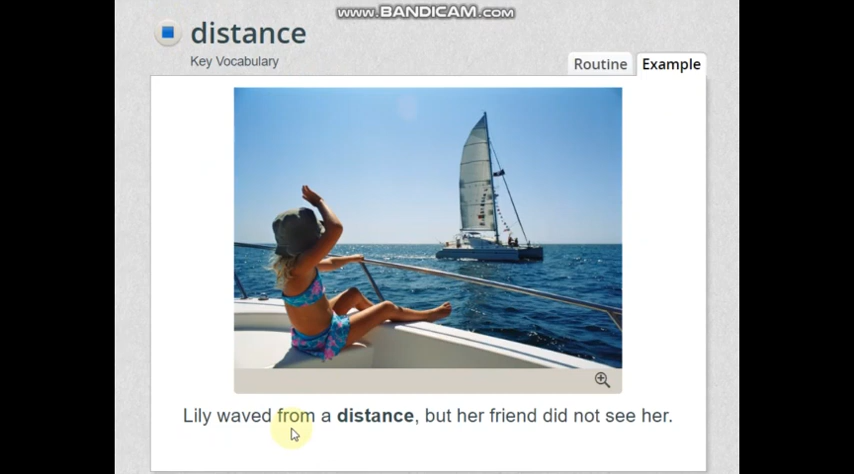 www.BANDICAM.com
distance
Key Vocabulary
Routine Example
Lily waved from a distance, but her friend did not see her.